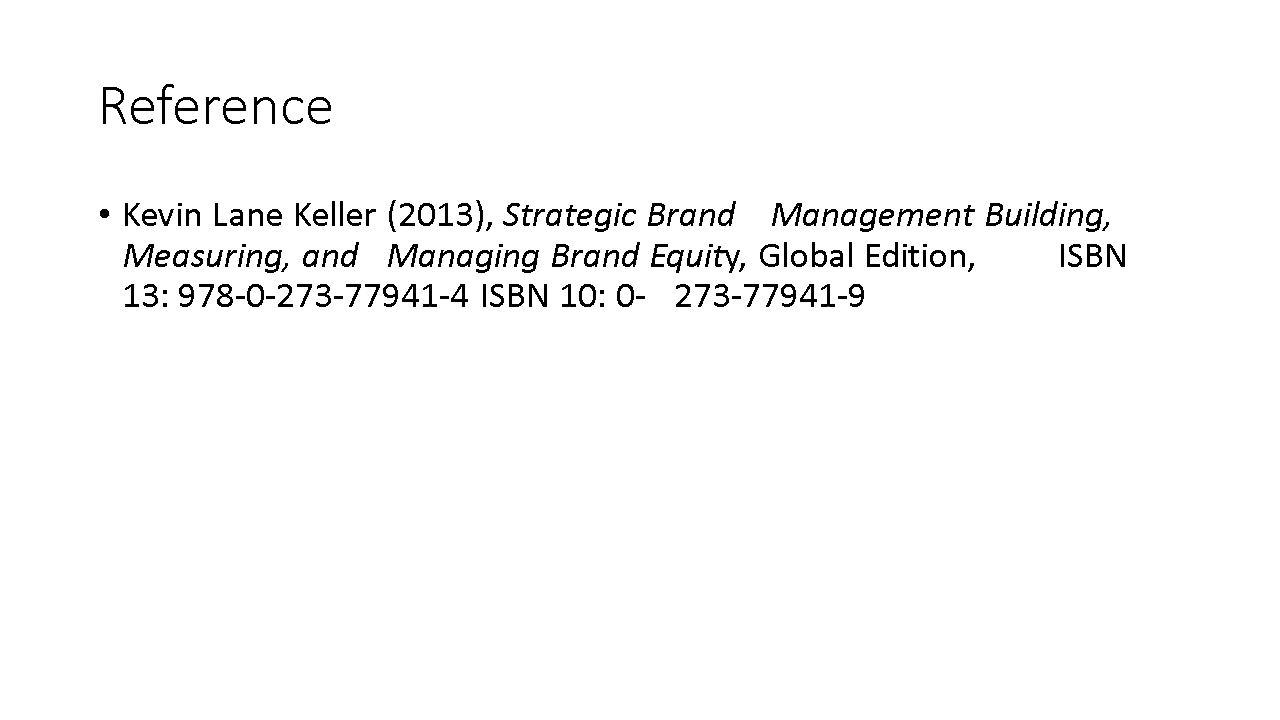 Reference
• Kevin Lane Keller (2013), Strategic Brand Management Building,
Measuring, and Managing Brand Equity, Global Edition, ISBN
13: 978-0-273-77941-4 ISBN 10: 0- 273-77941-9